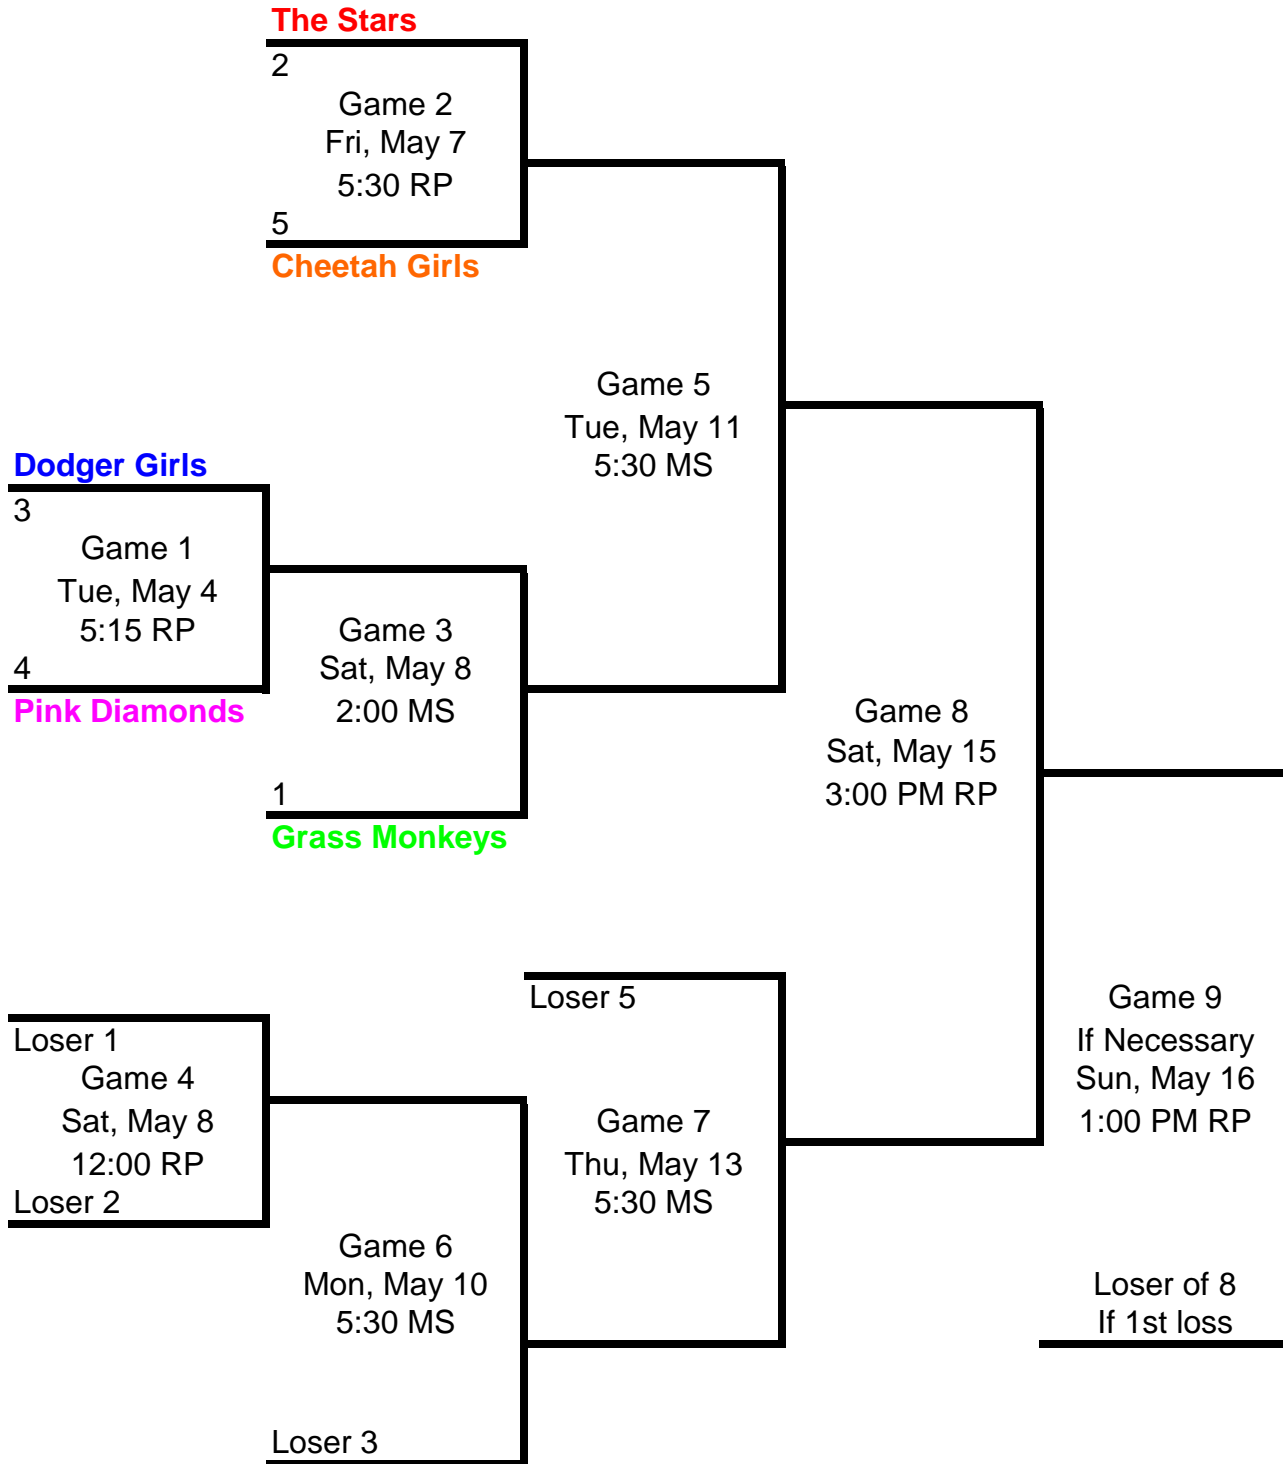 The Stars
2
Game 2
Fri, May 7
5:30 RP
5
Cheetah Girls
Game 5
Tue, May 11
5:30 MS
Dodger Girls
3
Game 1
Tue, May 4
5:15 RP
4
Pink Diamonds
Game 3
Sat, May 8
2:00 MS
1
Grass Monkeys
Game 8
Sat, May 15
3:00 PM RP
Loser 1
Game 4
Sat, May 8
12:00 RP
Loser 2
Loser 5
Game 7
Thu, May 13
5:30 MS
Game 6
Mon, May 10
5:30 MS
Loser 3
Game 9
If Necessary
Sun, May 16
1:00 PM RP
Loser of 8
If 1st loss